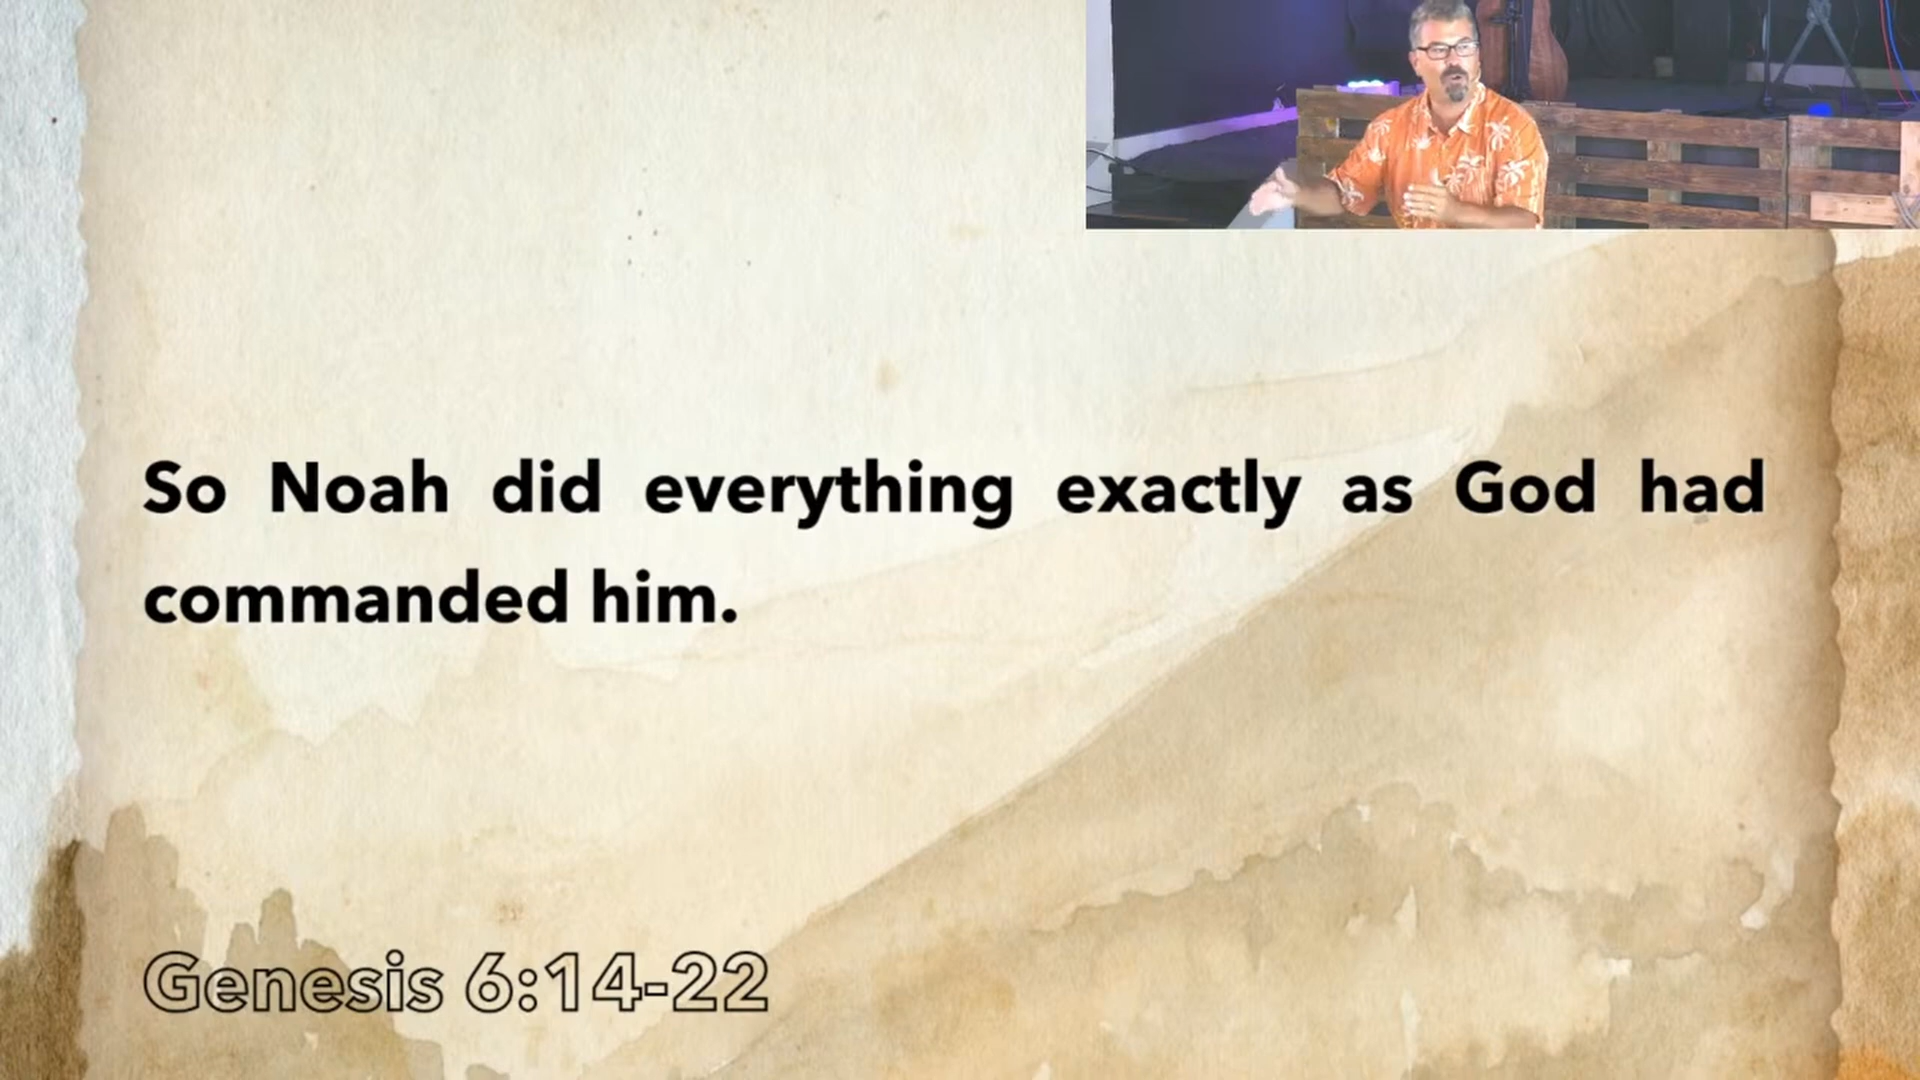 So Noah did everything exactly as God had
commanded him.
Genesis 6:14-22